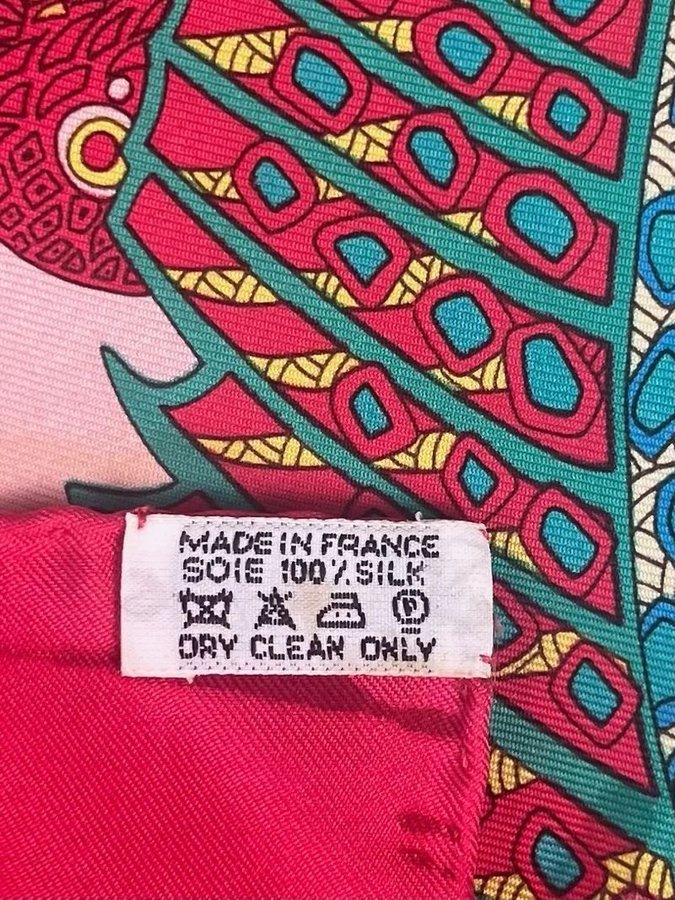 MADE IN FRANCE
SOIE 100% SILK
DRY CLEAN ONLY